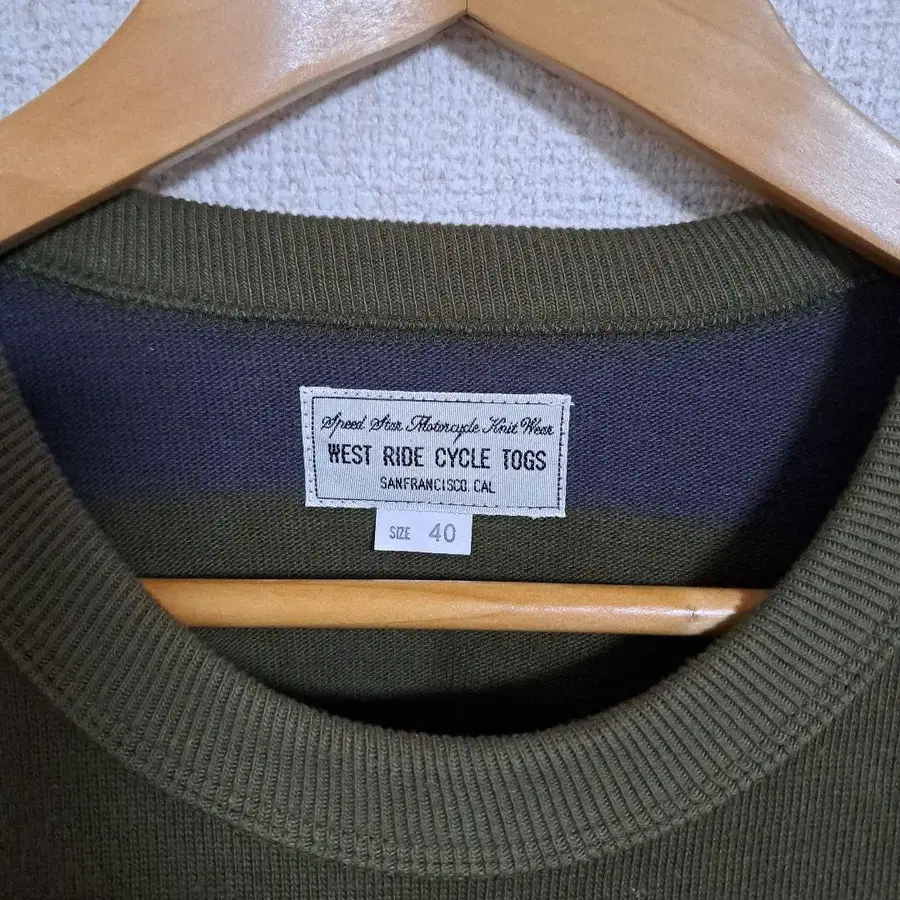 Speed Star Motorcycle Knit Wear
WEST RIDE CYCLE TOGS
SANFRANCISCO. CAL
SIZE 40